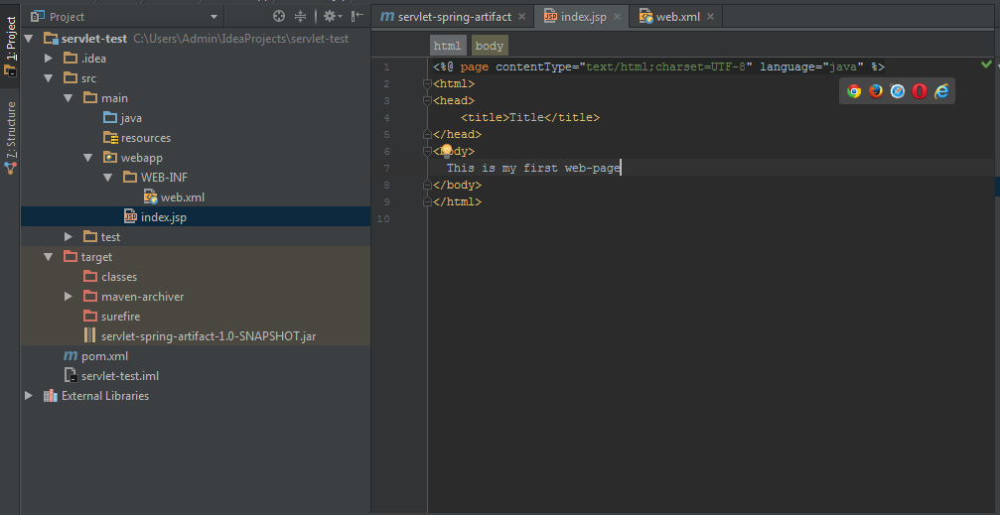 1: Project
7: Structure
Project
servlet-test C:\Users\Admin\IdeaProjects\servlet-test
.idea
src
main
java
resources
webapp
WEB-INF
web.xml
index.jsp
test
target
classes
maven-archiver
surefire
servlet-spring-artifact-1.0-SNAPSHOT.jar
pom.xml
servlet-test.iml
External Libraries
m servlet-spring-artifact index.jsp web.xml
html body
1 <%@ page contentType="text/html;charset=UTF-8" language="java" %>
2 <html>
3 <head>
4 <title>Title</title>
5 </head>
6 <body>
7 This is my first web-page
8 </body>
9 </html>
10